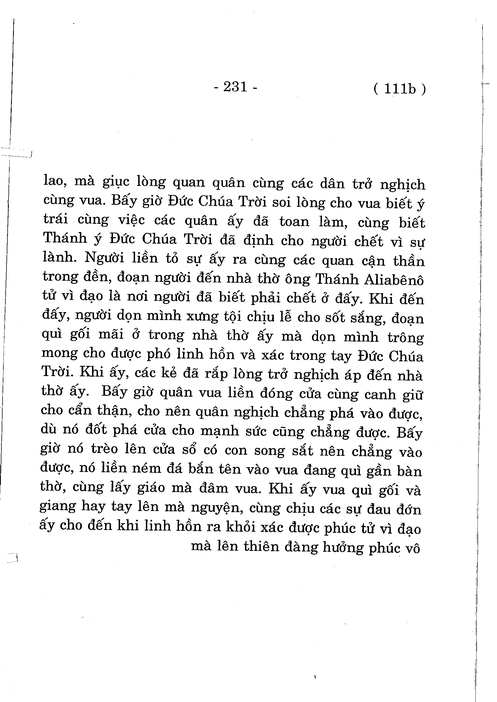 - 231 -
( 111b )
lao, mà giục lòng quan quân cùng các dân trở nghịch
cùng vua. Bấy giờ Đức Chúa Trời soi lòng cho vua biết ý
trái cùng việc các quân ấy đã toan làm, cùng biết
Thánh ý Đức Chúa Trời đã định cho người chết vì sự
lành. Người liền tỏ sự ấy ra cùng các quan cận thần
trong đền, đoạn người đến nhà thờ ông Thánh Aliabênô
tử vì đạo là nơi người đã biết phải chết ở đấy. Khi đến
đấy, người dọn mình xưng tội chịu lễ cho sốt sắng, đoạn
quì gối mãi ở trong nhà thờ ấy mà dọn mình trông
mong cho được phó linh hồn và xác trong tay Đức Chúa
Trời. Khi ấy, các kẻ đã rắp lòng trở nghịch áp đến nhà
thờ ấy. Bấy giờ quân vua liền đóng cửa cùng canh giữ
cho cẩn thận, cho nên quân nghịch chẳng phá vào được,
dù nó đốt phá cửa cho mạnh sức cũng chẳng được. Bấy
giờ nó trèo lên cửa sổ có con song sắt nên chẳng vào
được, nó liền ném đá bắn tên vào vua đang quì gần bàn
thờ, cùng lấy giáo mà đâm vua. Khi ấy vua quì gối và
giang hay tay lên mà nguyện, cùng chịu các sự đau đớn
ấy cho đến khi linh hồn ra khỏi xác được phúc tử vì đạo
mà lên thiên đàng hưởng phúc vô